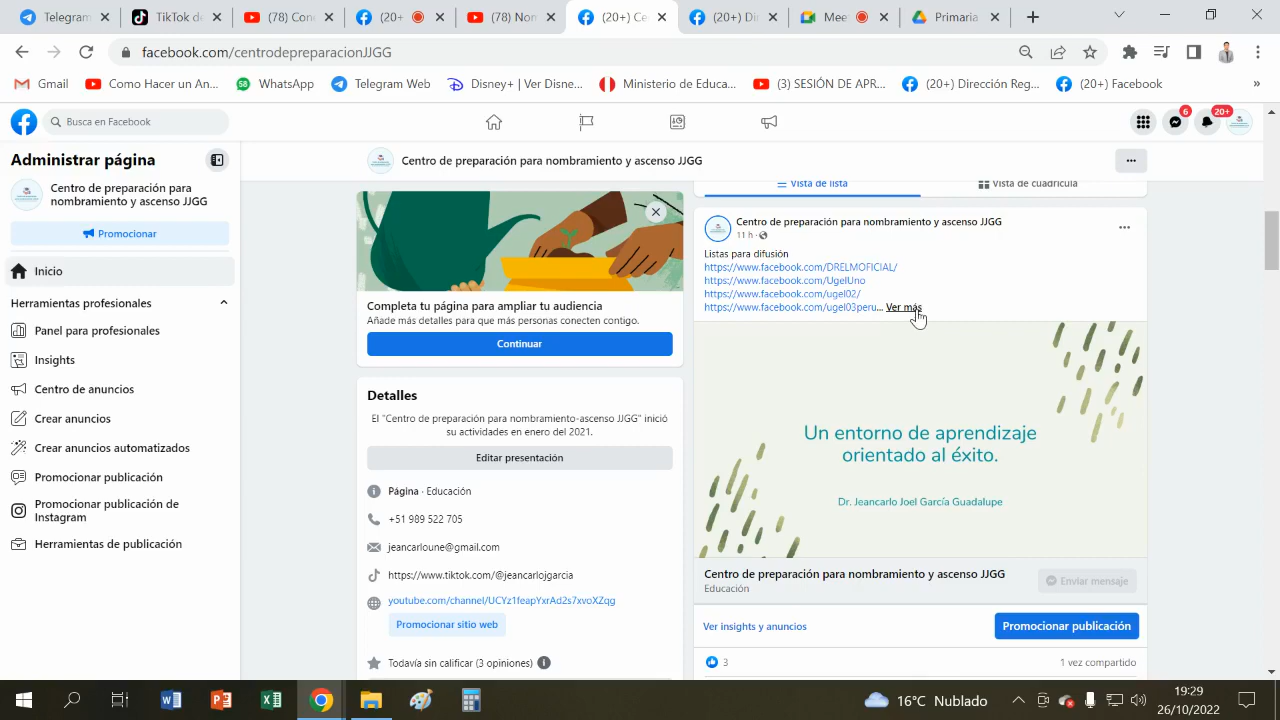 Telegram
TikTok de
(78) Con
(20+
(78) Non
(20+) Ce
(20+) Di
Mee
Primaria
facebook.com/centrodepreparacionJJGG
Gmail
Como Hacer un An...
58
WhatsApp
Telegram Web
Disney+ | Ver Disne...
Ministerio de Educa...
(3) SESIÓN DE APR...
(20+) Dirección Reg...
(20+) Facebook
»
Busca en Facebook
6
20+
Administrar página
Centro de preparación para nombramiento y ascenso JJGG
Centro de preparación para
nombramiento y ascenso JJGG
Promocionar
Inicio
Herramientas profesionales
Panel para profesionales
Insights
Centro de anuncios
Crear anuncios
Crear anuncios automatizados
Promocionar publicación
Promocionar publicación de
Instagram
Herramientas de publicación
Completa tu página para ampliar tu audiencia
Añade más detalles para que más personas conecten contigo.
Continuar
Detalles
El "Centro de preparación para nombramiento-ascenso JJGG" inició
su actividades en enero del 2021.
Editar presentación
Página · Educación
+51 989 522 705
jeancarloune@gmail.com
https://www.tiktok.com/@jeancarlojgarcia
youtube.com/channel/UCYz1feapYxrAd2s7xvoXZqg
Promocionar sitio web
Todavía sin calificar (3 opiniones)
Vista de lista
Vista de cuadrícula
Centro de preparación para nombramiento y ascenso JJGG
11 h ·
Listas para difusión
https://www.facebook.com/DRELMOFICIAL/
https://www.facebook.com/UgelUno
https://www.facebook.com/ugel02/
https://www.facebook.com/ugel03peru... Ver más
Un entorno de aprendizaje
orientado al éxito.
Dr. Jeancarlo Joel García Guadalupe
Centro de preparación para nombramiento y ascenso JJGG
Educación
Enviar mensaje
Ver insights y anuncios
Promocionar publicación
3
1 vez compartido
16°C Nublado
19:29
26/10/2022